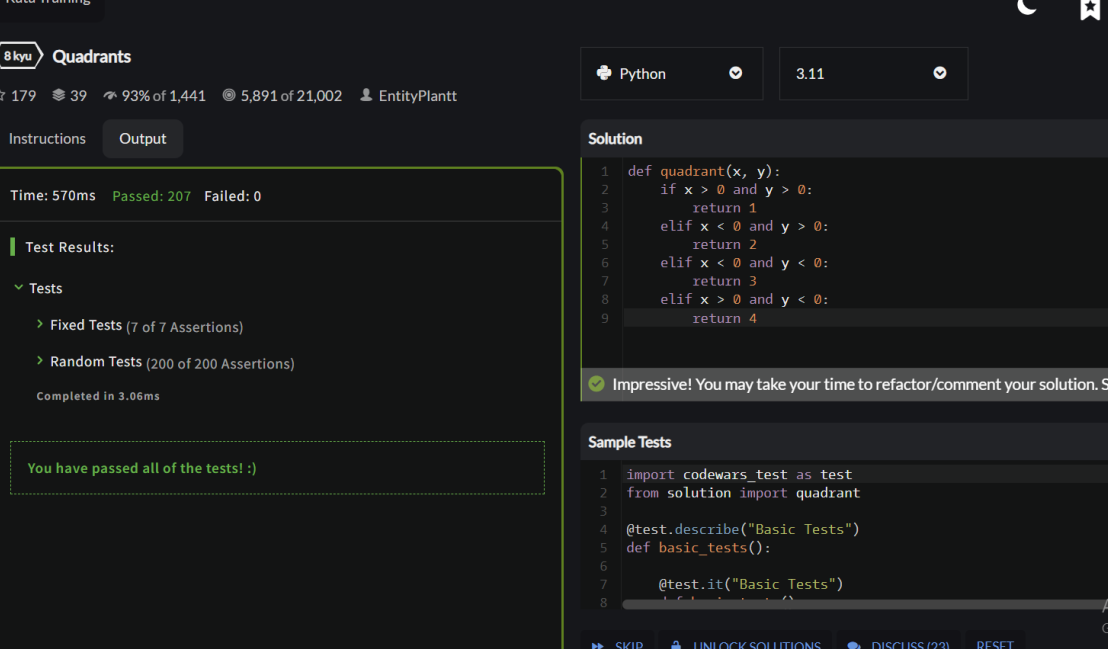 Kata Training
8 kyu Quadrants
179 39 93% of 1,441 5,891 of 21,002 EntityPlantt
Instructions Output
Time: 570ms Passed: 207 Failed: 0
Test Results:
Tests
Fixed Tests (7 of 7 Assertions)
Random Tests (200 of 200 Assertions)
Completed in 3.06ms
You have passed all of the tests! :)
Python 3.11
Solution
1 def quadrant(x, y):
2 if x > 0 and y > 0:
3 return 1
4 elif x < 0 and y > 0:
5 return 2
6 elif x < 0 and y < 0:
7 return 3
8 elif x > 0 and y < 0:
9 return 4
Impressive! You may take your time to refactor/comment your solution. S
Sample Tests
1 import codewars_test as test
2 from solution import quadrant
3
4 @test.describe("Basic Tests")
5 def basic_tests():
6
7 @test.it("Basic Tests")
8
SKIP UNLOCK SOLUTIONS DISCUSS (23) RESET